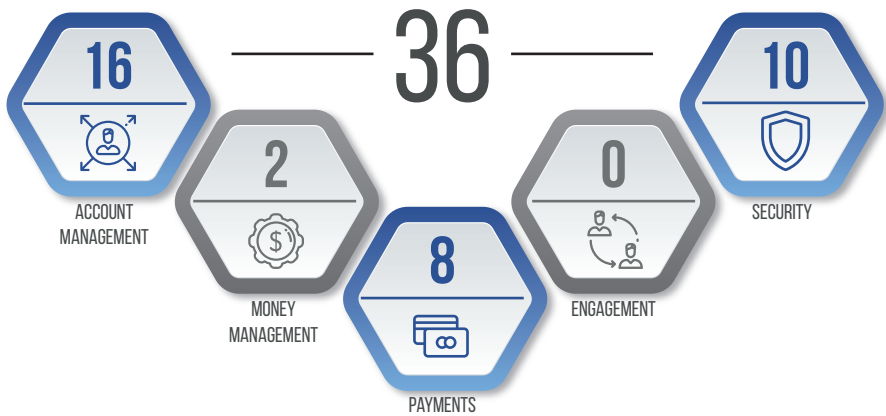 36
16
ACCOUNT
MANAGEMENT
2
$
MONEY
MANAGEMENT
8
PAYMENTS
0
ENGAGEMENT
10
SECURITY